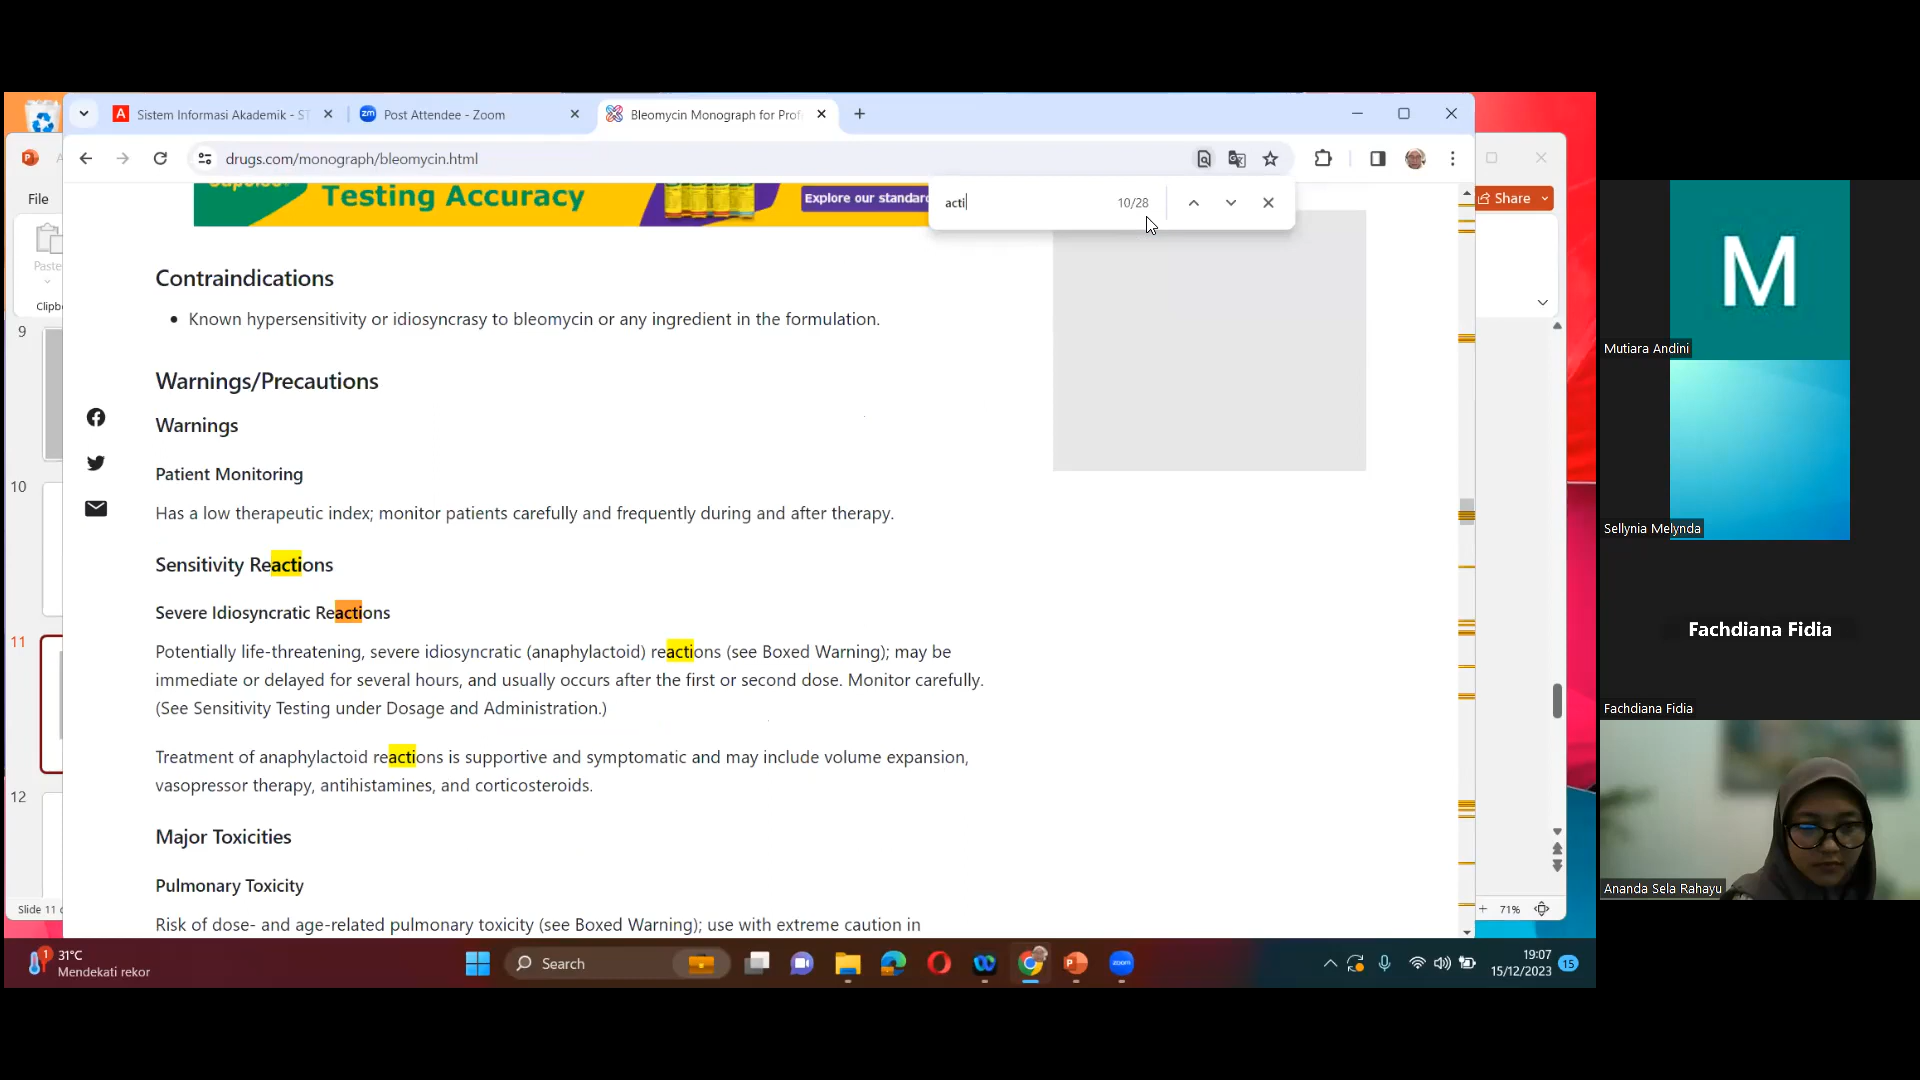 Sistem Informasi Akademik - ST
Post Attendee - Zoom
Bleomycin Monograph for Prof
drugs.com/monograph/bleomycin.html
acti
10/28
Testing Accuracy
Explore our standard
File
Share
Paste
Clipb
9
10
11
12
Contraindications
Known hypersensitivity or idiosyncrasy to bleomycin or any ingredient in the formulation.
Warnings/Precautions
Warnings
Patient Monitoring
Has a low therapeutic index; monitor patients carefully and frequently during and after therapy.
Sensitivity Reactions
Severe Idiosyncratic Reactions
Potentially life-threatening, severe idiosyncratic (anaphylactoid) reactions (see Boxed Warning); may be
immediate or delayed for several hours, and usually occurs after the first or second dose. Monitor carefully.
(See Sensitivity Testing under Dosage and Administration.)
Treatment of anaphylactoid reactions is supportive and symptomatic and may include volume expansion,
vasopressor therapy, antihistamines, and corticosteroids.
Major Toxicities
Pulmonary Toxicity
Risk of dose- and age-related pulmonary toxicity (see Boxed Warning); use with extreme caution in
Slide 11 o
71%
M
Mutiara Andini
Sellynia Melynda
Fachdiana Fidia
Fachdiana Fidia
Ananda Sela Rahayu
1
31°C
Mendekati rekor
Search
zoom
19:07
15/12/2023
15